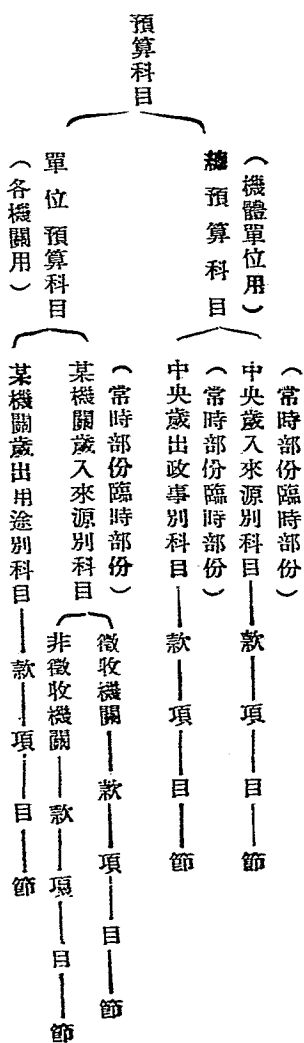 預算科目
（機體單位用）
總預算科目
（常時部份臨時部份）
中央歲入來源別科目——款——項——目——節
（常時部份臨時部份）
中央歲出政事別科目——款——項——目——節
單位預算科目
（各機關用）
（常時部份臨時部份）
某機關歲入來源別科目
徵收機關——款——項——目——節
非徵收機關——款——項——目——節
某機關歲出用途別科目——款——項——目——節